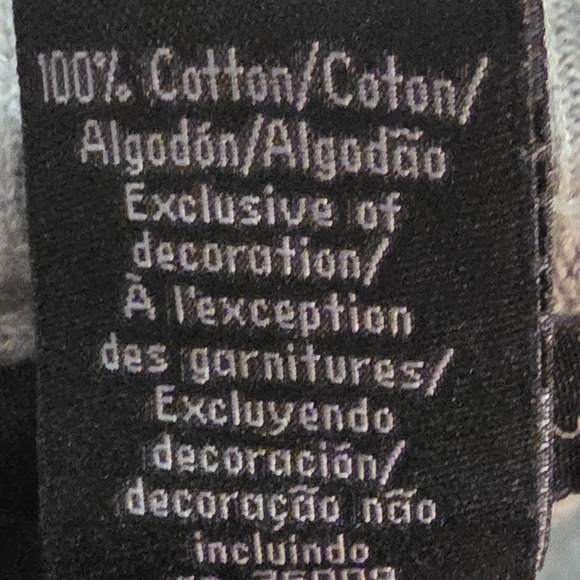 100% Cotton/Coton/
Algodón/Algodão
Exclusive of
decoration/
À l'exception
des garnitures/
Excluyendo
decoración/
decoração não
incluindo